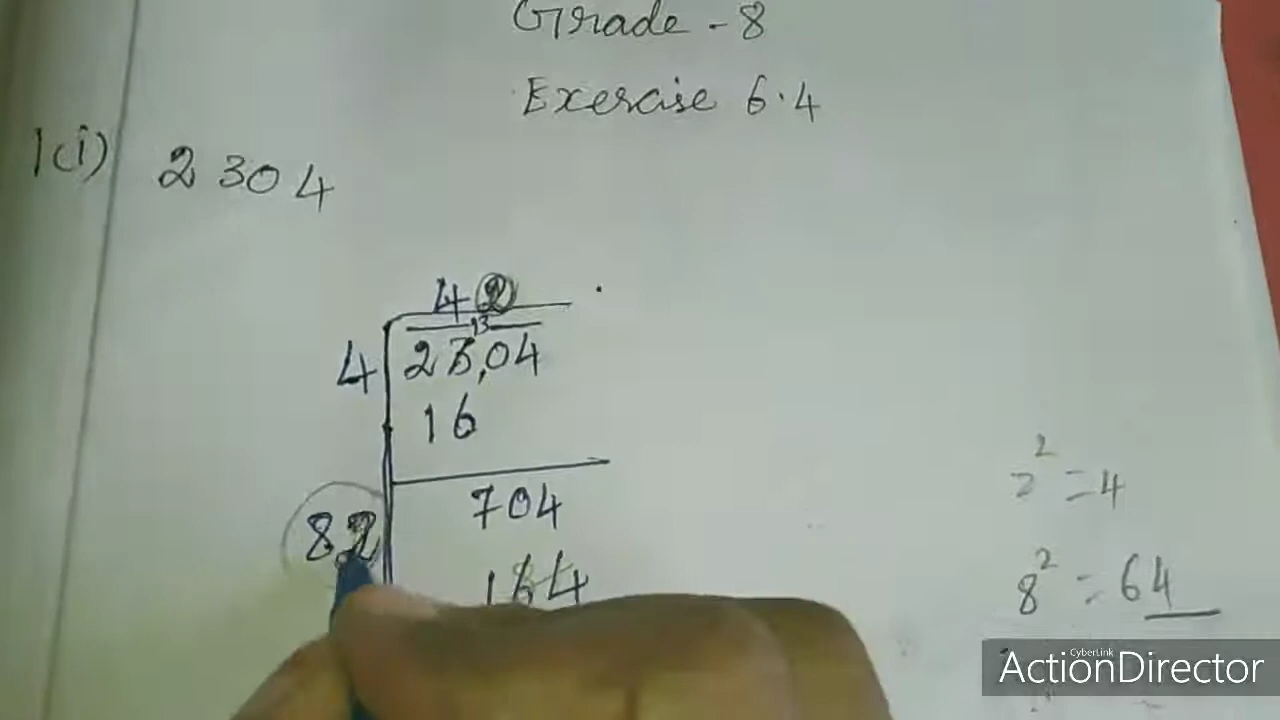 Grade - 8
Exercise 6.4
1(i) 2304
42
13
4 23,04
16
704
82
164
2² = 4
8² = 64
CyberLink
ActionDirector